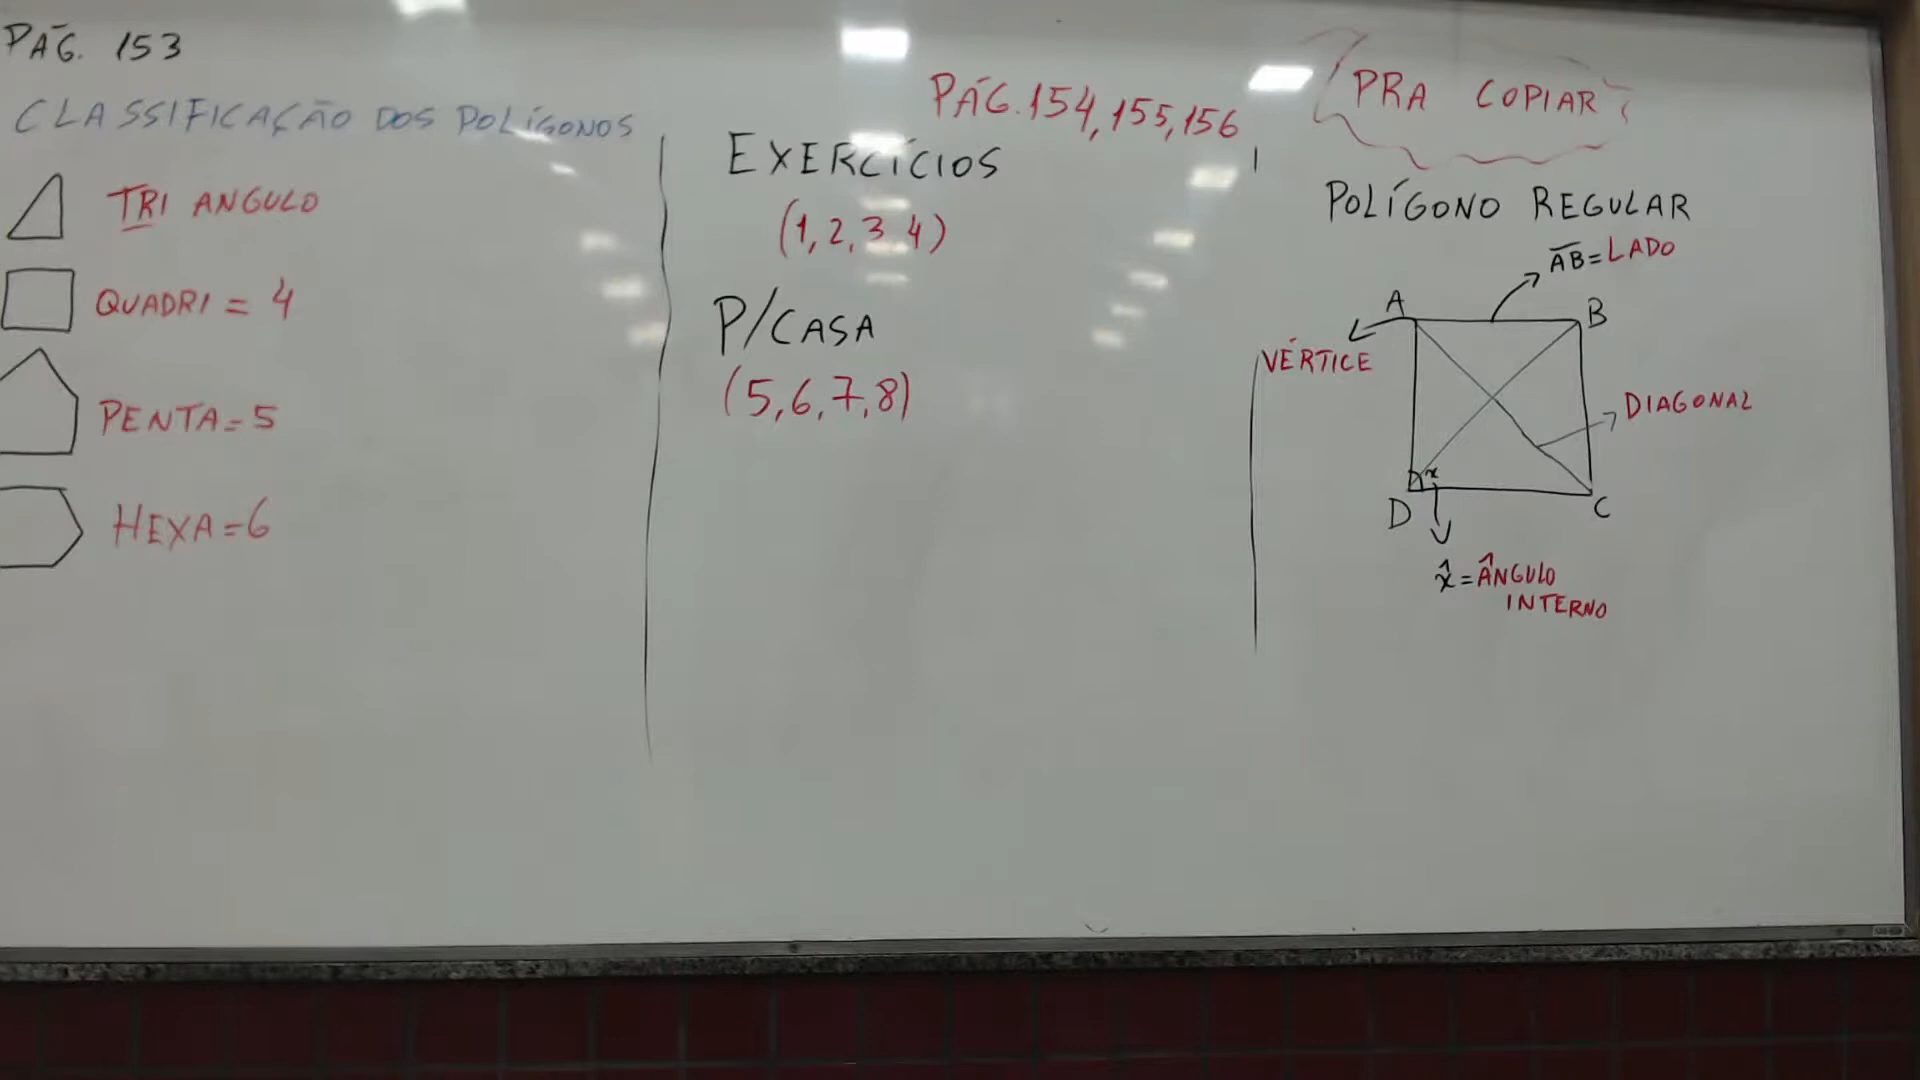 PÁG. 153
CLASSIFICAÇÃO DOS POLÍGONOS
TRI ANGULO
QUADRI = 4
PENTA = 5
HEXA = 6
PÁG. 154, 155, 156
EXERCÍCIOS
(1, 2, 3 4)
P/CASA
(5, 6, 7, 8)
PRA COPIAR
POLÍGONO REGULAR
A̅B̅ = LADO
A
B
VÉRTICE
DIAGONAL
x
D
C
x̂ = ÂNGULO
INTERNO